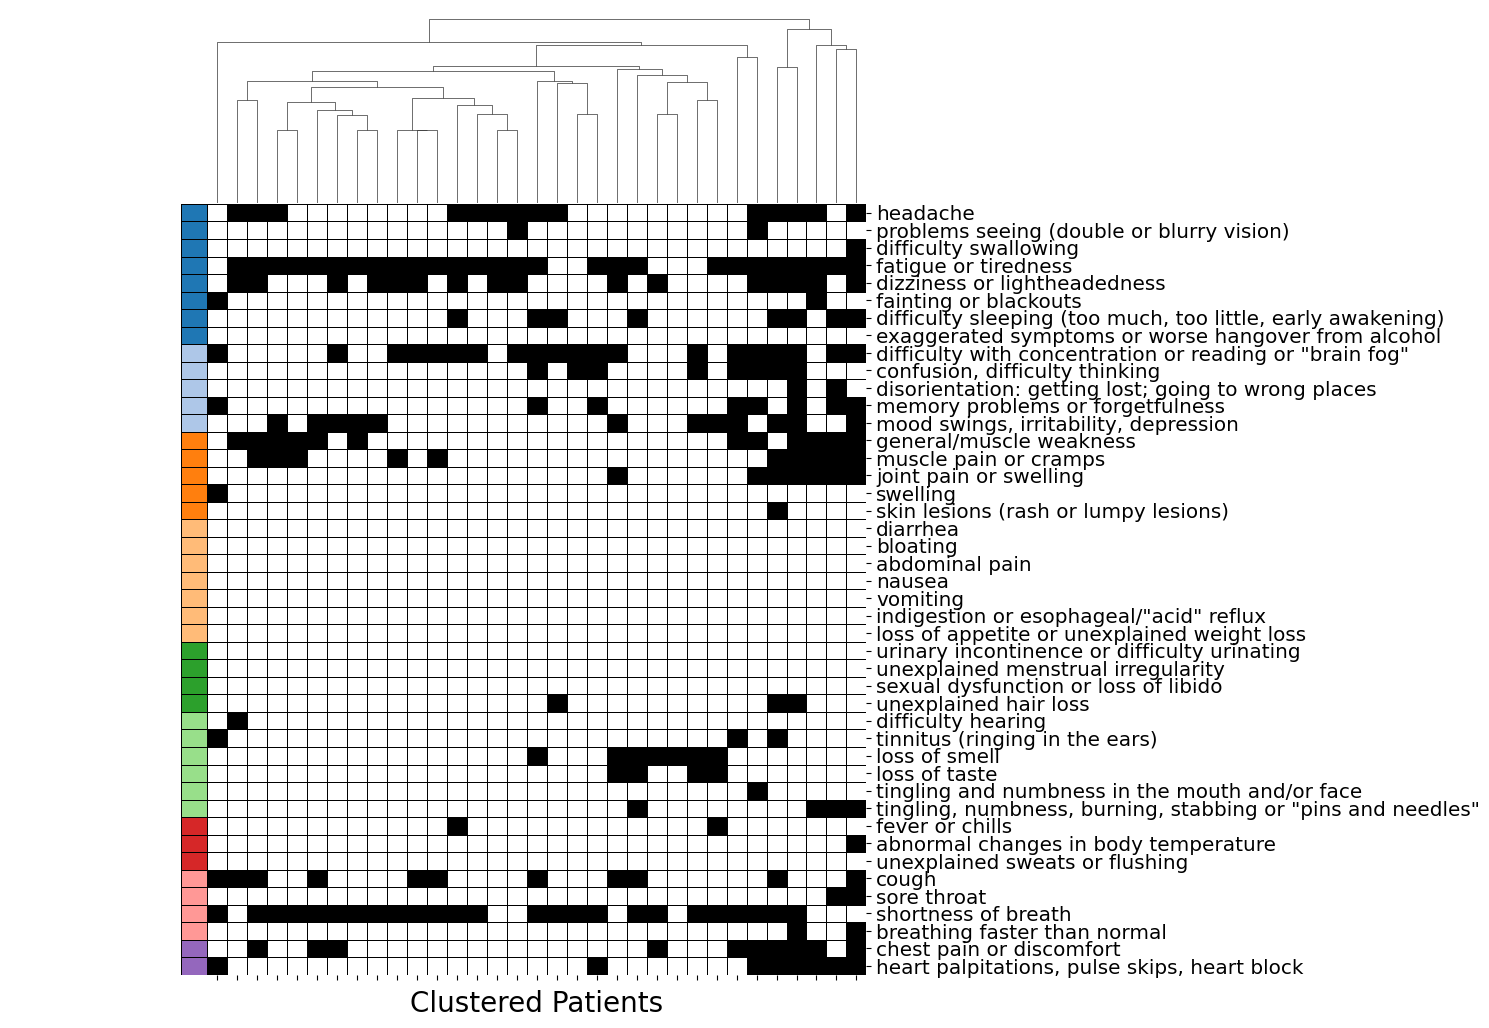 headache
problems seeing (double or blurry vision)
difficulty swallowing
fatigue or tiredness
dizziness or lightheadedness
fainting or blackouts
difficulty sleeping (too much, too little, early awakening)
exaggerated symptoms or worse hangover from alcohol
difficulty with concentration or reading or "brain fog"
confusion, difficulty thinking
disorientation: getting lost; going to wrong places
memory problems or forgetfulness
mood swings, irritability, depression
general/muscle weakness
muscle pain or cramps
joint pain or swelling
swelling
skin lesions (rash or lumpy lesions)
diarrhea
bloating
abdominal pain
nausea
vomiting
indigestion or esophageal/"acid" reflux
loss of appetite or unexplained weight loss
urinary incontinence or difficulty urinating
unexplained menstrual irregularity
sexual dysfunction or loss of libido
unexplained hair loss
difficulty hearing
tinnitus (ringing in the ears)
loss of smell
loss of taste
tingling and numbness in the mouth and/or face
tingling, numbness, burning, stabbing or "pins and needles"
fever or chills
abnormal changes in body temperature
unexplained sweats or flushing
cough
sore throat
shortness of breath
breathing faster than normal
chest pain or discomfort
heart palpitations, pulse skips, heart block
Clustered Patients